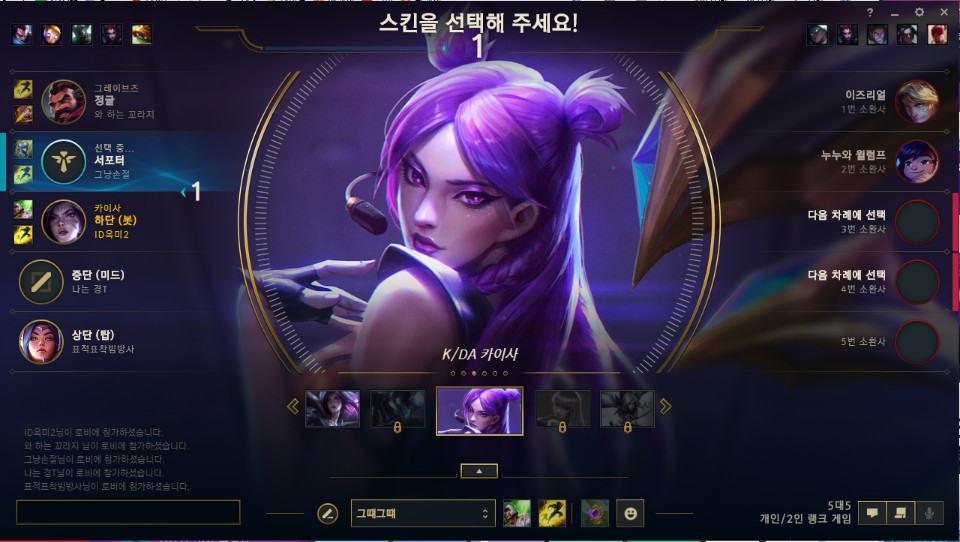 스킨을 선택해 주세요!
1
그레이브즈
정글
와 하는 꼬라지
선택 중...
서포터
그냥손절
1
카이사
하단 (봇)
ID옥미2
중단 (미드)
나는 경T
상단 (탑)
표적표착빔방사
이즈리얼
1번 소환사
누누와 윌럼프
2번 소환사
다음 차례에 선택
3번 소환사
다음 차례에 선택
4번 소환사
5번 소환사
K/DA 카이사
ID옥미2님이 로비에 참가하셨습니다.
와 하는 꼬라지 님이 로비에 참가하셨습니다.
그냥손절님이 로비에 참가하셨습니다.
나는 경T님이 로비에 참가하셨습니다.
표적표착빔방사님이 로비에 참가하셨습니다.
그때그때
5대5
개인/2인 랭크 게임